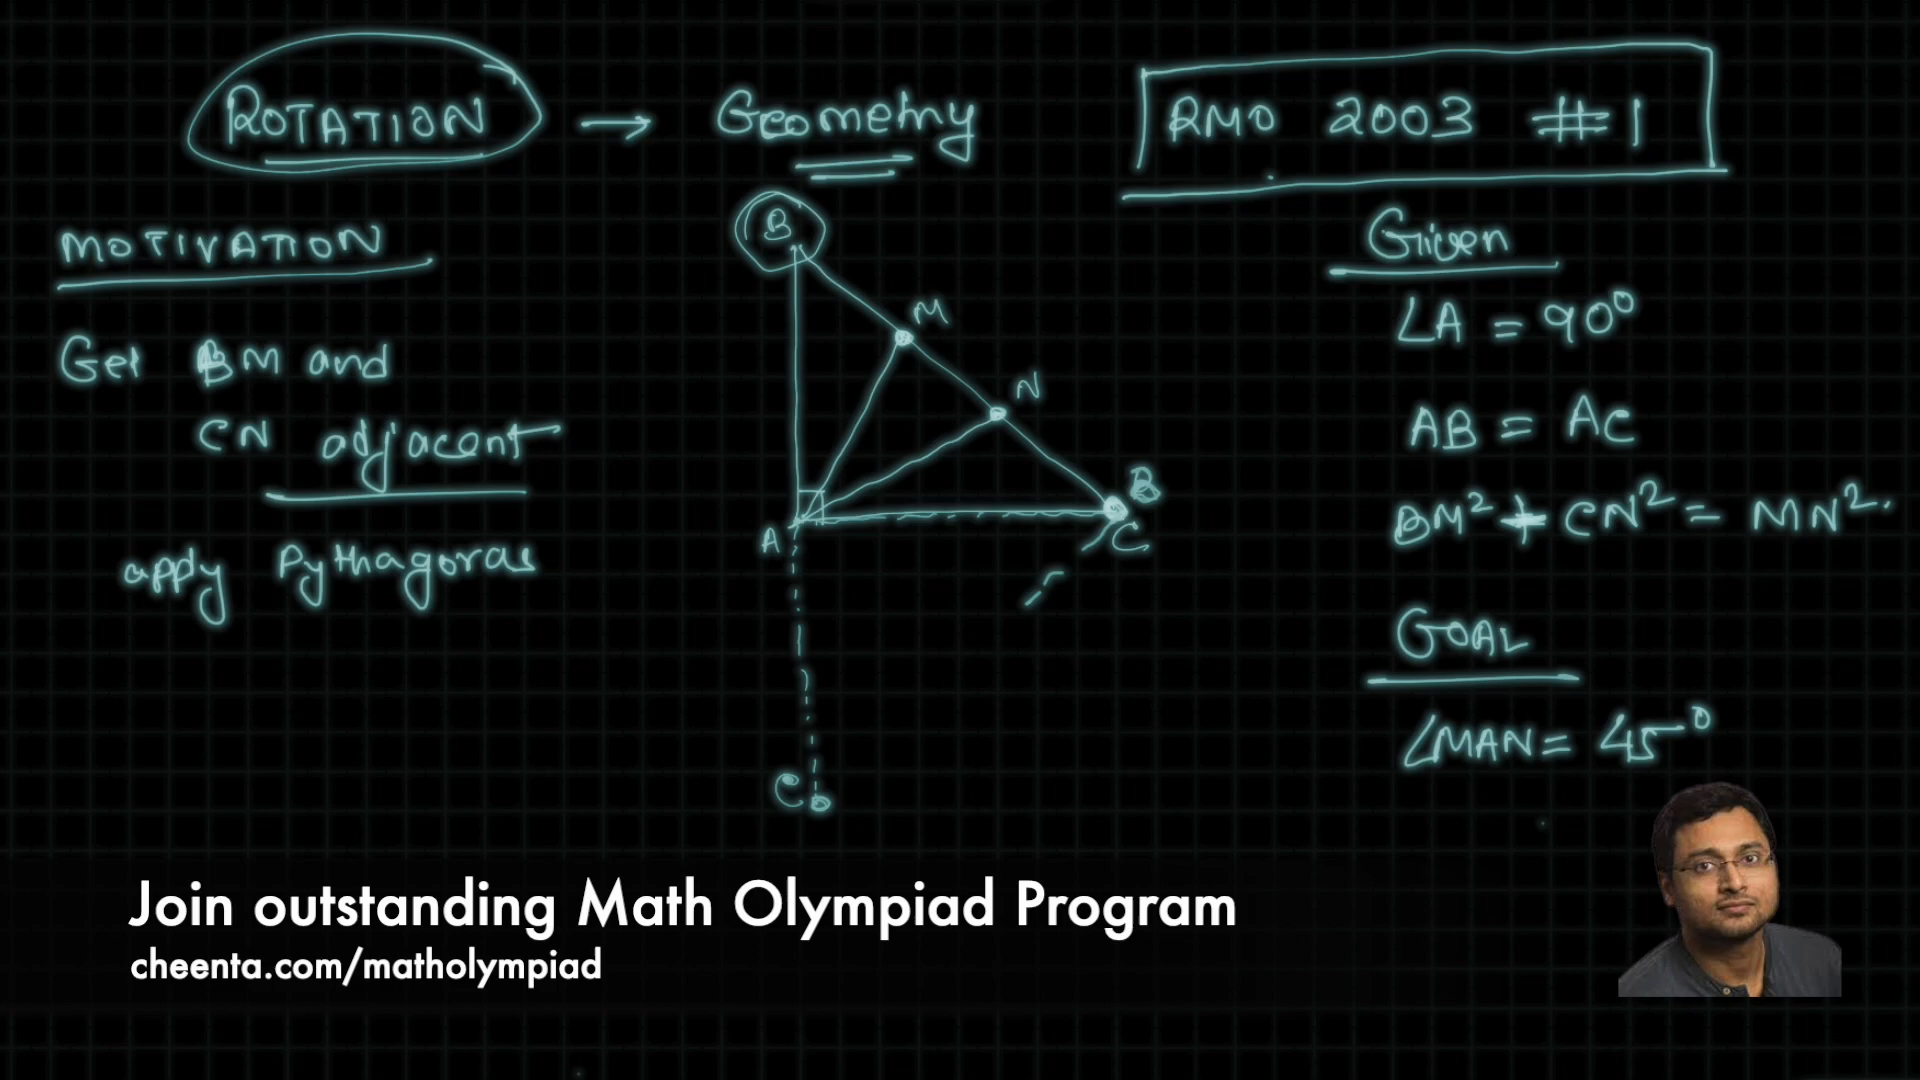 ROTATION → Geometry
RMO 2003 #1
MOTIVATION
Get BM and
CN adjacent
apply Pythagoras
B
M
N
B
A
C
C
Given
∠A = 90°
AB = AC
BM² + CN² = MN².
GOAL
∠MAN = 45°
Join outstanding Math Olympiad Program
cheenta.com/matholympiad